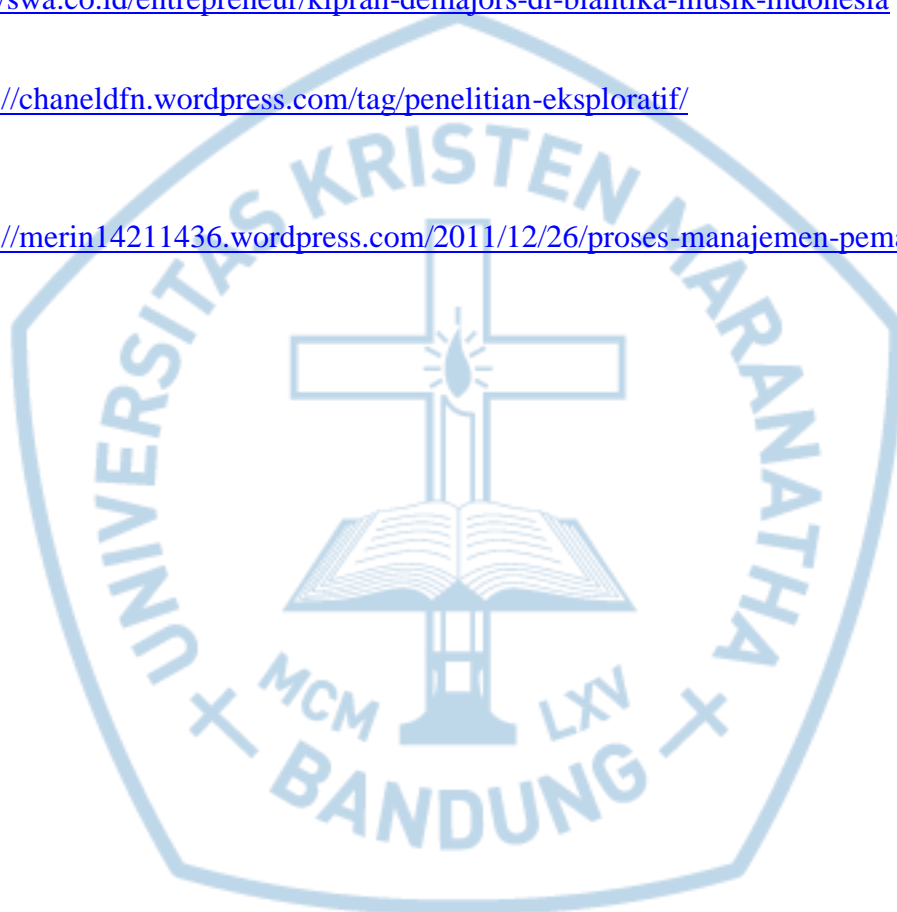 /swa.co.id/entrepreneur/kiprah-demajors-di-blantika-musik-indonesia
://chaneldfn.wordpress.com/tag/penelitian-eksploratif/
://merin14211436.wordpress.com/2011/12/26/proses-manajemen-pema
UNIVERSITAS KRISTEN MARANATHA
MCM LXV
BANDUNG